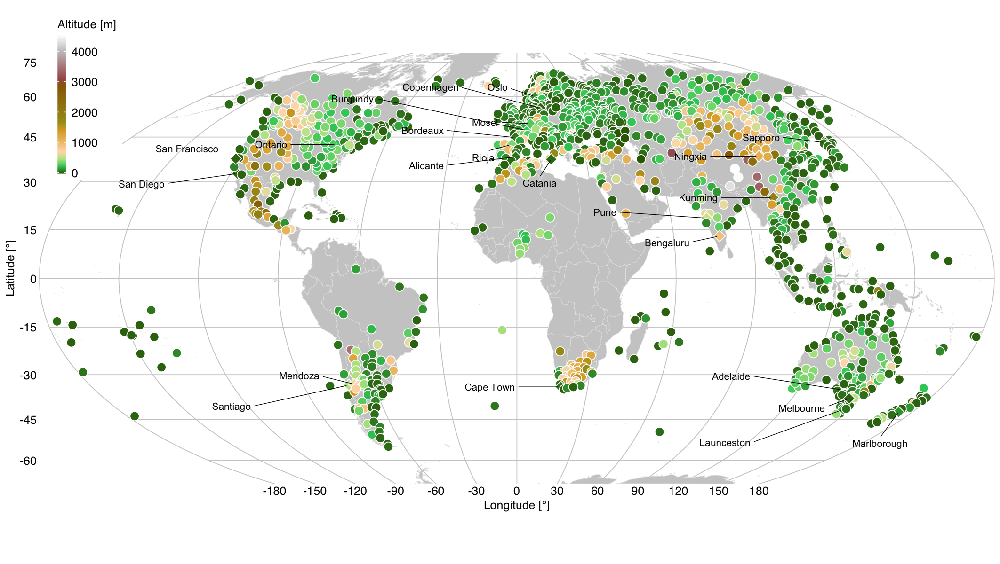 Altitude [m]
4000
3000
2000
1000
0
75
60
45
30
15
0
-15
-30
-45
-60
Latitude [°]
Copenhagen
Oslo
Burgundy
Mosel
Bordeaux
Sapporo
Ontario
San Francisco
Rioja
Ningxia
Alicante
San Diego
Catania
Kunming
Pune
Bengaluru
Mendoza
Adelaide
Cape Town
Santiago
Melbourne
Launceston
Marlborough
-180 -150 -120 -90 -60 -30 0 30 60 90 120 150 180
Longitude [°]